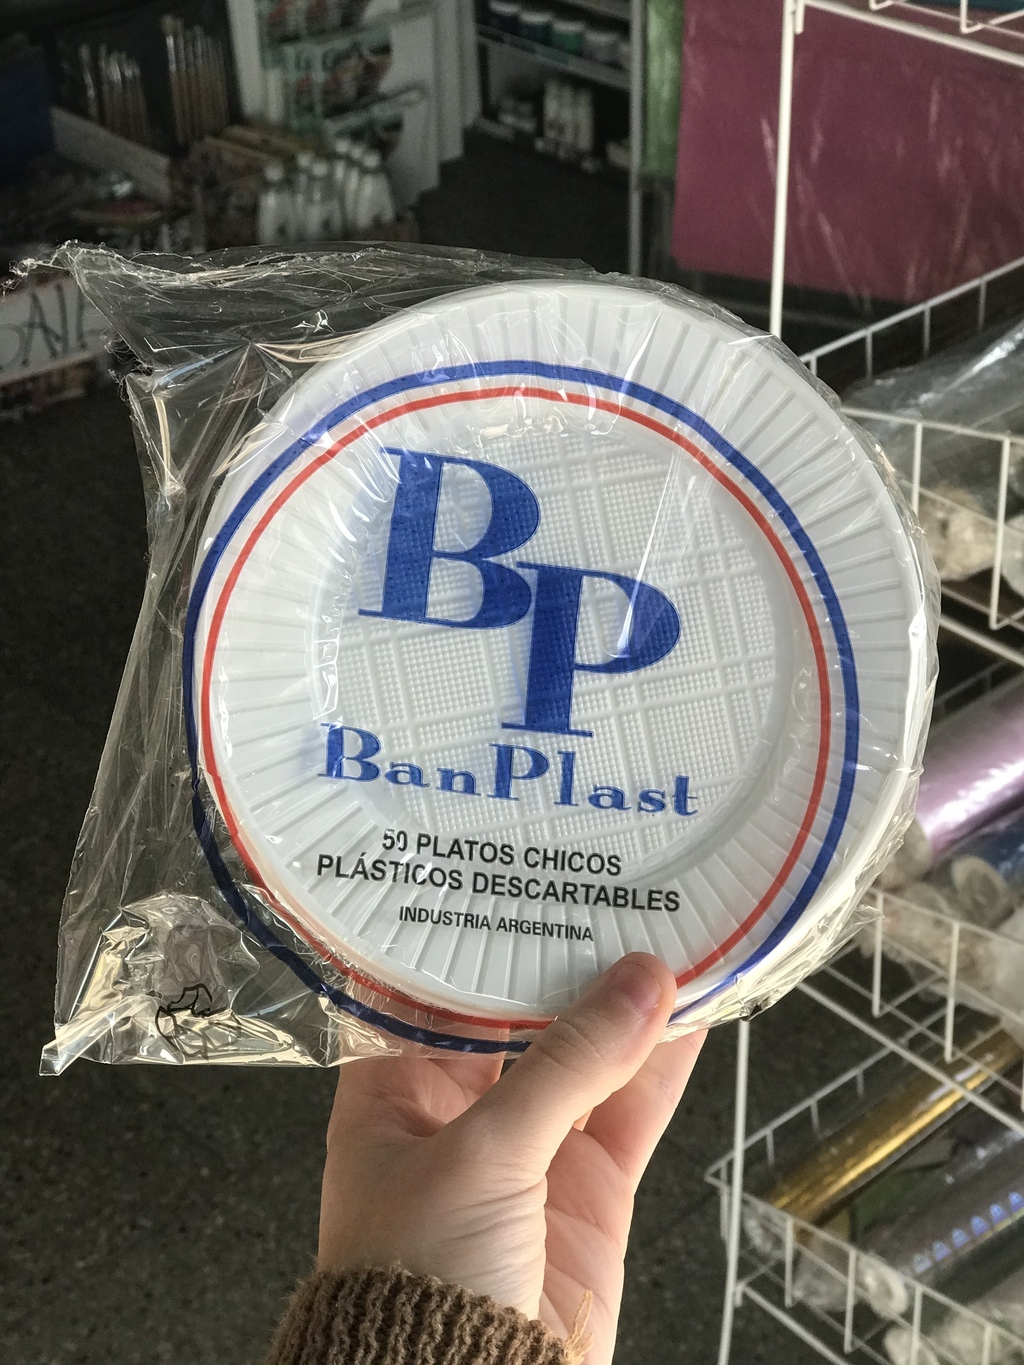 BP
BanPlast
50 PLATOS CHICOS
PLÁSTICOS DESCARTABLES
INDUSTRIA ARGENTINA